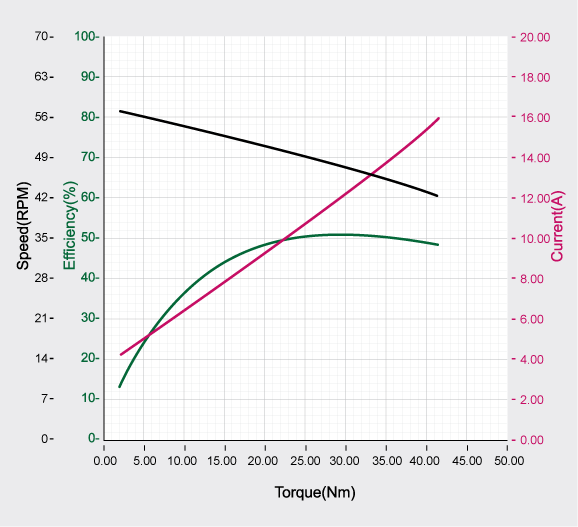 70- 100- - 20.00
63- 90- - 18.00
56- 80- - 16.00
49- 70- - 14.00
42- 60- - 12.00
35- 50- - 10.00
28- 40- - 8.00
21- 30- - 6.00
14- 20- - 4.00
7- 10- - 2.00
0- 0- - 0.00
Speed(RPM)
Efficiency(%)
Current(A)
0.00 5.00 10.00 15.00 20.00 25.00 30.00 35.00 40.00 45.00 50.00
Torque(Nm)